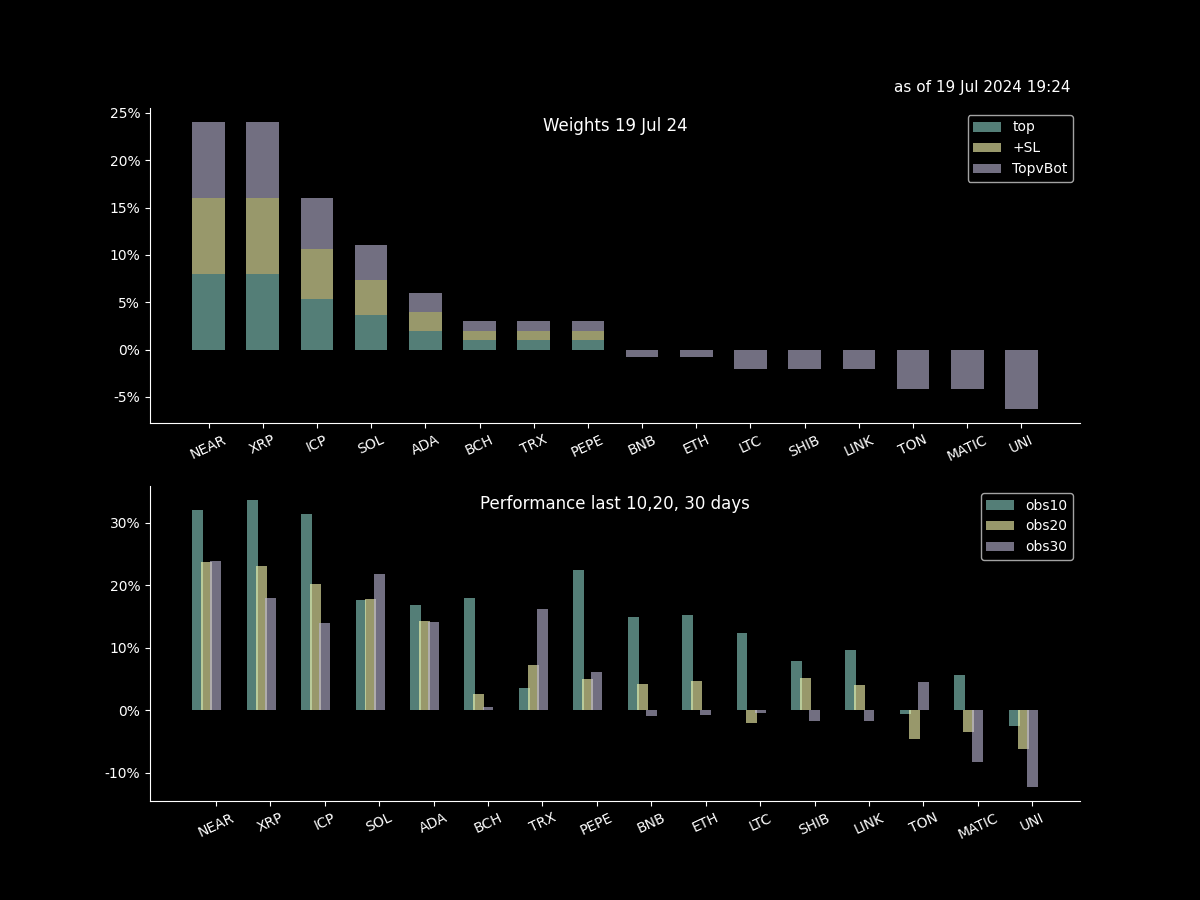 as of 19 Jul 2024 19:24
Weights 19 Jul 24
top
+SL
TopvBot
25%
20%
15%
10%
5%
0%
-5%
NEAR XRP ICP SOL ADA BCH TRX PEPE BNB ETH LTC SHIB LINK TON MATIC UNI
Performance last 10,20, 30 days
obs10
obs20
obs30
30%
20%
10%
0%
-10%
NEAR XRP ICP SOL ADA BCH TRX PEPE BNB ETH LTC SHIB LINK TON MATIC UNI